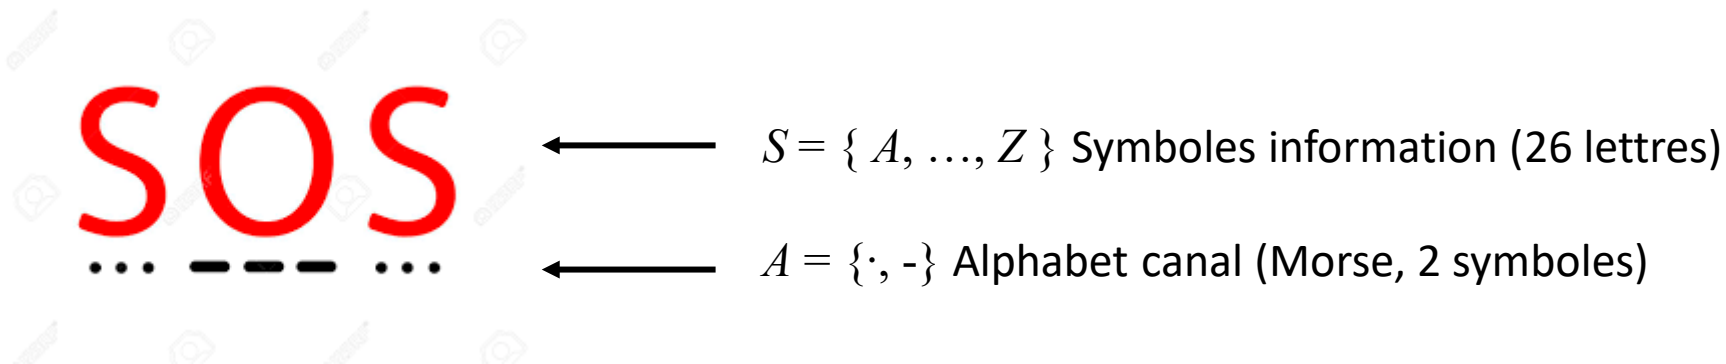 SOS
S = { A, …, Z } Symboles information (26 lettres)
••• ━━━ •••
A = {·, -} Alphabet canal (Morse, 2 symboles)